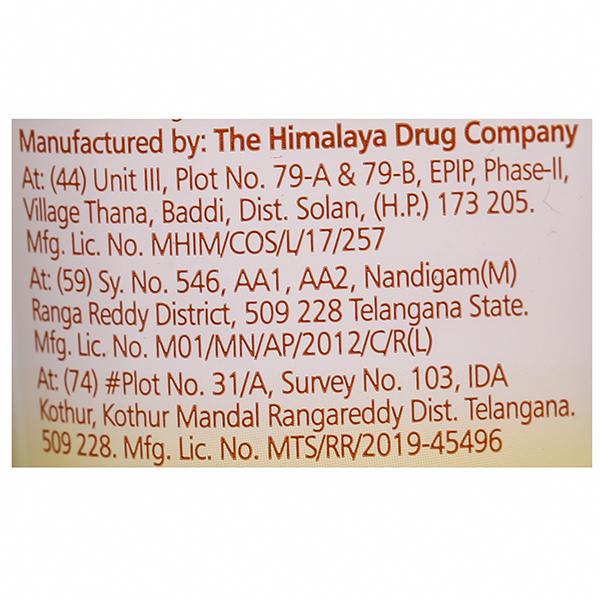 Manufactured by: The Himalaya Drug Company
At: (44) Unit III, Plot No. 79-A & 79-B, EPIP, Phase-II,
Village Thana, Baddi, Dist. Solan, (H.P.) 173 205.
Mfg. Lic. No. MHIM/COS/L/17/257
At: (59) Sy. No. 546, AA1, AA2, Nandigam(M)
Ranga Reddy District, 509 228 Telangana State.
Mfg. Lic. No. M01/MN/AP/2012/C/R(L)
At: (74) #Plot No. 31/A, Survey No. 103, IDA
Kothur, Kothur Mandal Rangareddy Dist. Telangana.
509 228. Mfg. Lic. No. MTS/RR/2019-45496